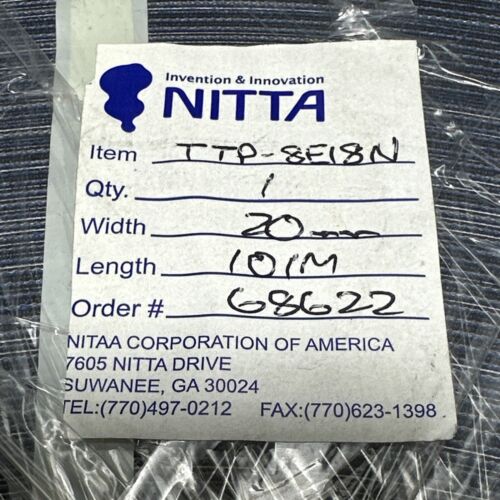 Invention & Innovation
NITTA
Item TTP-8E18N
Qty. 1
Width 20mm
Length 101M
Order # 68622
NITAA CORPORATION OF AMERICA
7605 NITTA DRIVE
SUWANEE, GA 30024
TEL:(770)497-0212 FAX:(770)623-1398